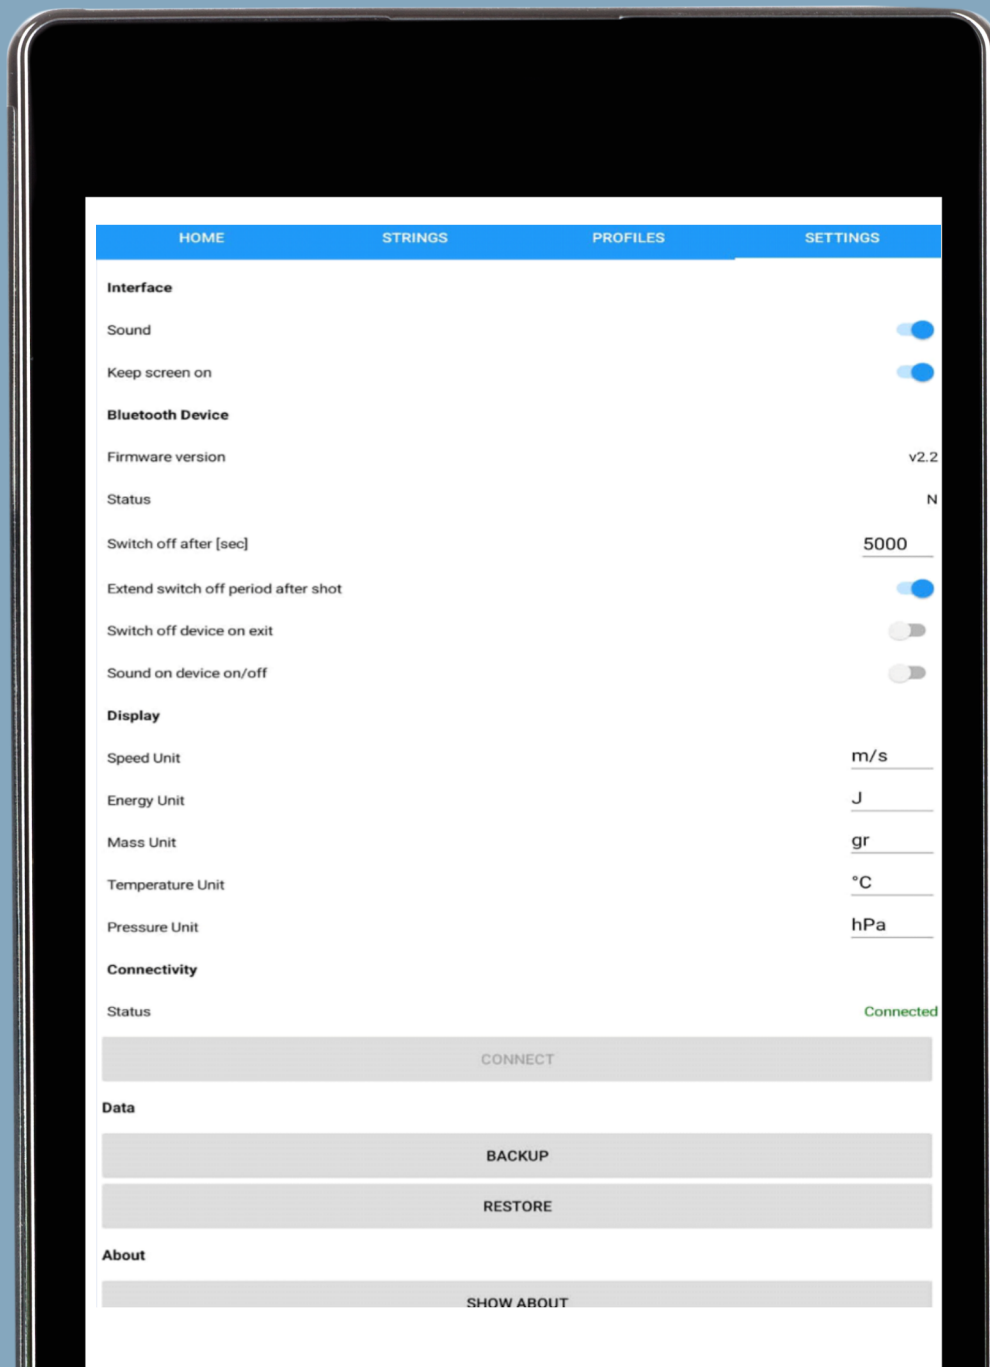 HOME STRINGS PROFILES SETTINGS
Interface
Sound
Keep screen on
Bluetooth Device
Firmware version v2.2
Status N
Switch off after [sec] 5000
Extend switch off period after shot
Switch off device on exit
Sound on device on/off
Display
Speed Unit m/s
Energy Unit J
Mass Unit gr
Temperature Unit °C
Pressure Unit hPa
Connectivity
Status Connected
CONNECT
Data
BACKUP
RESTORE
About
SHOW ABOUT